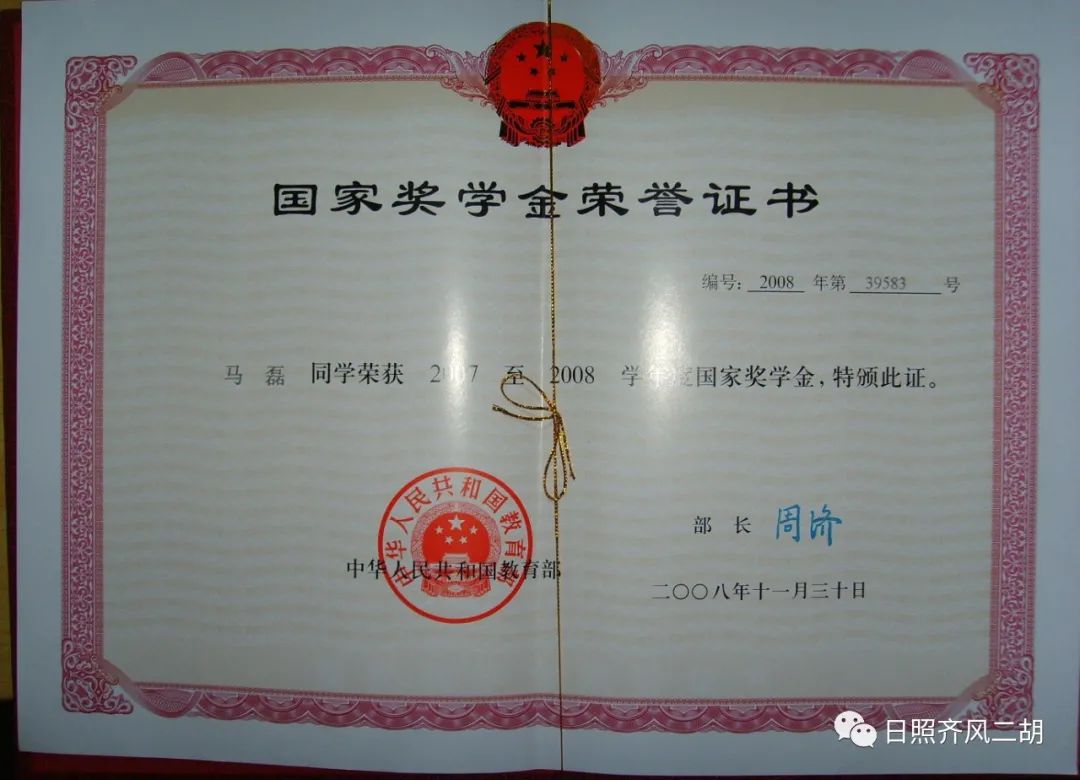 国家奖学金荣誉证书
编号: 2008 年第 39583 号
马 磊 同学荣获 2007 至 2008 学年度国家奖学金,特颁此证。
中华人民共和国教育部
部 长 周济
中华人民共和国教育部
二〇〇八年十一月三十日
日照齐风二胡